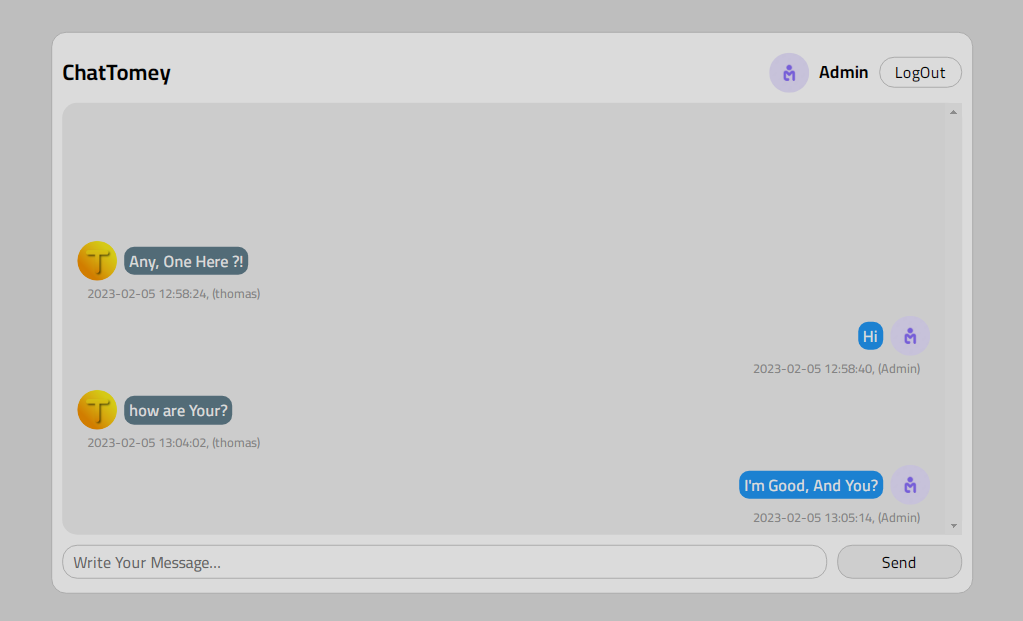 ChatTomey
Admin
LogOut
T
Any, One Here ?!
2023-02-05 12:58:24, (thomas)
Hi
2023-02-05 12:58:40, (Admin)
T
how are Your?
2023-02-05 13:04:02, (thomas)
I'm Good, And You?
2023-02-05 13:05:14, (Admin)
Write Your Message...
Send